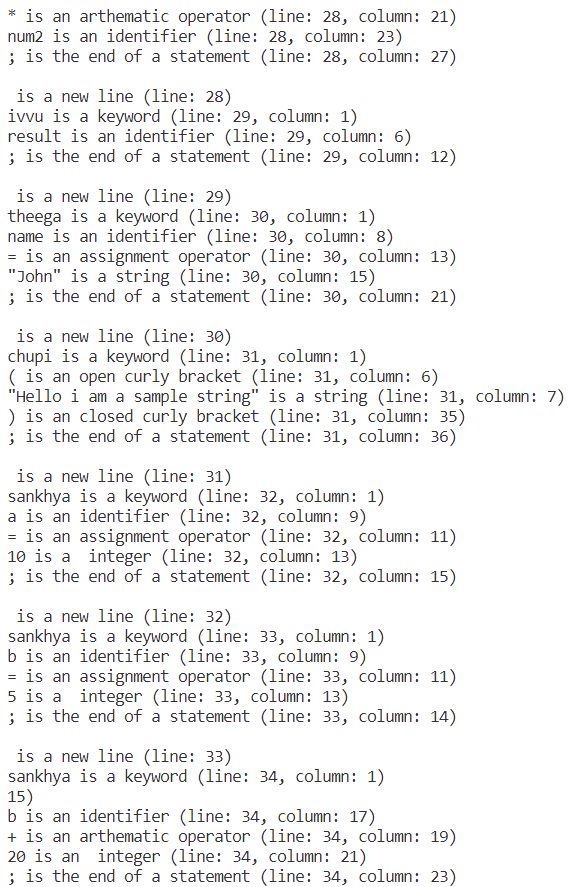 * is an arthematic operator (line: 28, column: 21)
num2 is an identifier (line: 28, column: 23)
; is the end of a statement (line: 28, column: 27)
is a new line (line: 28)
ivvu is a keyword (line: 29, column: 1)
result is an identifier (line: 29, column: 6)
; is the end of a statement (line: 29, column: 12)
is a new line (line: 29)
theega is a keyword (line: 30, column: 1)
name is an identifier (line: 30, column: 8)
= is an assignment operator (line: 30, column: 13)
"John" is a string (line: 30, column: 15)
; is the end of a statement (line: 30, column: 21)
is a new line (line: 30)
chupi is a keyword (line: 31, column: 1)
( is an open curly bracket (line: 31, column: 6)
"Hello i am a sample string" is a string (line: 31, column: 7)
) is an closed curly bracket (line: 31, column: 35)
; is the end of a statement (line: 31, column: 36)
is a new line (line: 31)
sankhya is a keyword (line: 32, column: 1)
a is an identifier (line: 32, column: 9)
= is an assignment operator (line: 32, column: 11)
10 is a  integer (line: 32, column: 13)
; is the end of a statement (line: 32, column: 15)
is a new line (line: 32)
sankhya is a keyword (line: 33, column: 1)
b is an identifier (line: 33, column: 9)
= is an assignment operator (line: 33, column: 11)
5 is a  integer (line: 33, column: 13)
; is the end of a statement (line: 33, column: 14)
is a new line (line: 33)
sankhya is a keyword (line: 34, column: 1)
15)
b is an identifier (line: 34, column: 17)
+ is an arthematic operator (line: 34, column: 19)
20 is an  integer (line: 34, column: 21)
; is the end of a statement (line: 34, column: 23)